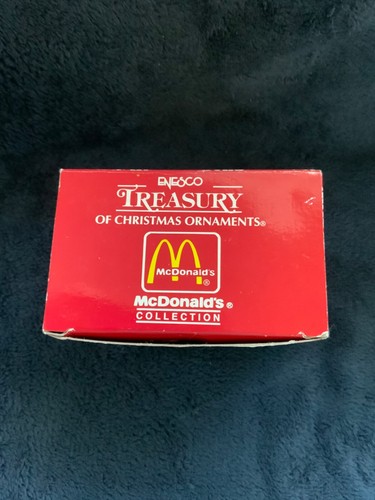 ENESCO
TREASURY
OF CHRISTMAS ORNAMENTS®
McDonald's
®
McDonald's®
COLLECTION